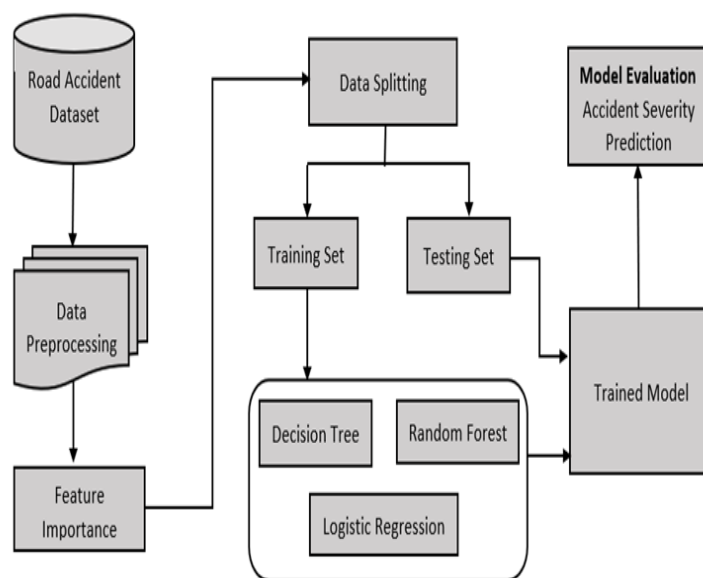 Road Accident
Dataset
Data
Preprocessing
Feature
Importance
Data Splitting
Training Set
Testing Set
Decision Tree
Random Forest
Logistic Regression
Trained Model
Model Evaluation
Accident Severity
Prediction